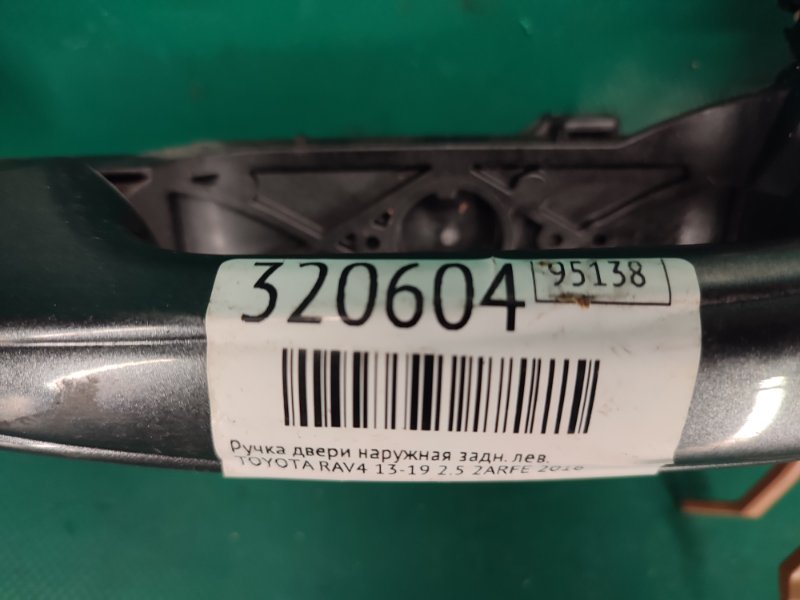 320604
95138
Ручка двери наружная задн. лев.
TOYOTA RAV4 13-19 2.5 2ARFE 2016